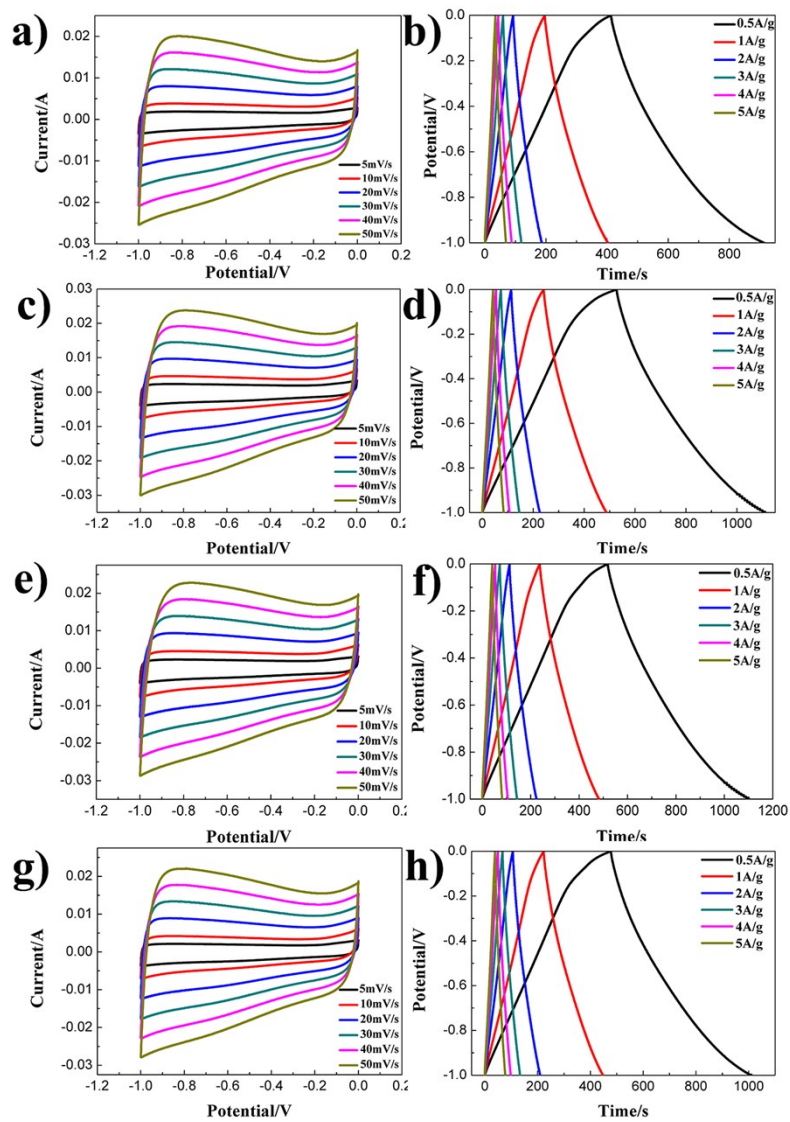 a)
0.02
0.01
0.00
-0.01
-0.02
-0.03
Current/A
-1.2 -1.0 -0.8 -0.6 -0.4 -0.2 0.0 0.2
Potential/V
5mV/s
10mV/s
20mV/s
30mV/s
40mV/s
50mV/s
b)
0.0
-0.2
-0.4
-0.6
-0.8
-1.0
Potential/V
0 200 400 600 800
Time/s
0.5A/g
1A/g
2A/g
3A/g
4A/g
5A/g
c)
0.03
0.02
0.01
0.00
-0.01
-0.02
-0.03
Current/A
-1.2 -1.0 -0.8 -0.6 -0.4 -0.2 0.0 0.2
Potential/V
5mV/s
10mV/s
20mV/s
30mV/s
40mV/s
50mV/s
d)
0.0
-0.2
-0.4
-0.6
-0.8
-1.0
Potential/V
0 200 400 600 800 1000
Time/s
0.5A/g
1A/g
2A/g
3A/g
4A/g
5A/g
e)
0.02
0.01
0.00
-0.01
-0.02
-0.03
Current/A
-1.2 -1.0 -0.8 -0.6 -0.4 -0.2 0.0 0.2
Potential/V
5mV/s
10mV/s
20mV/s
30mV/s
40mV/s
50mV/s
f)
0.0
-0.2
-0.4
-0.6
-0.8
-1.0
Potential/V
0 200 400 600 800 1000 1200
Time/s
0.5A/g
1A/g
2A/g
3A/g
4A/g
5A/g
g)
0.02
0.01
0.00
-0.01
-0.02
-0.03
Current/A
-1.2 -1.0 -0.8 -0.6 -0.4 -0.2 0.0 0.2
Potential/V
5mV/s
10mV/s
20mV/s
30mV/s
40mV/s
50mV/s
h)
0.0
-0.2
-0.4
-0.6
-0.8
-1.0
Potential/V
0 200 400 600 800 1000
Time/s
0.5A/g
1A/g
2A/g
3A/g
4A/g
5A/g